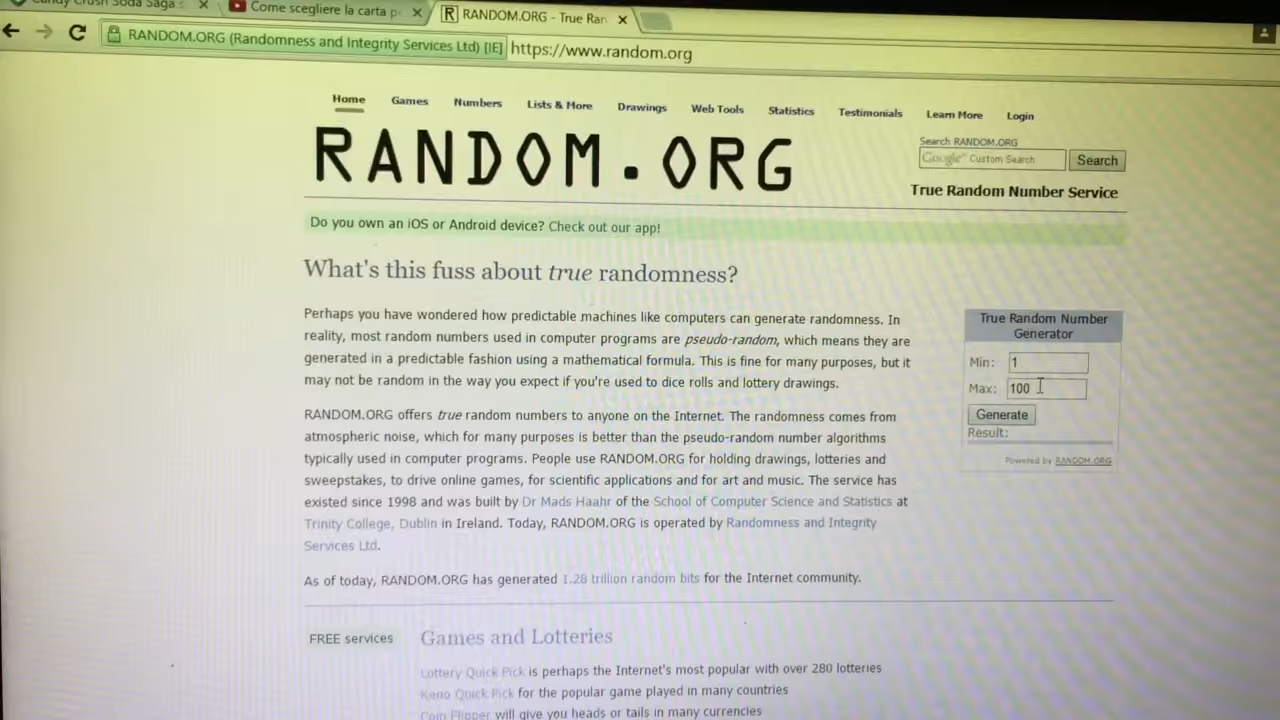 Candy Crush Soda Saga s
Come scegliere la carta p
RANDOM.ORG - True Ran
RANDOM.ORG (Randomness and Integrity Services Ltd) [IE] https://www.random.org
Home Games Numbers Lists & More Drawings Web Tools Statistics Testimonials Learn More Login
RANDOM.ORG
Search RANDOM.ORG
Google™ Custom Search Search
True Random Number Service
Do you own an iOS or Android device? Check out our app!
What's this fuss about true randomness?
Perhaps you have wondered how predictable machines like computers can generate randomness. In
reality, most random numbers used in computer programs are pseudo-random, which means they are
generated in a predictable fashion using a mathematical formula. This is fine for many purposes, but it
may not be random in the way you expect if you're used to dice rolls and lottery drawings.
RANDOM.ORG offers true random numbers to anyone on the Internet. The randomness comes from
atmospheric noise, which for many purposes is better than the pseudo-random number algorithms
typically used in computer programs. People use RANDOM.ORG for holding drawings, lotteries and
sweepstakes, to drive online games, for scientific applications and for art and music. The service has
existed since 1998 and was built by Dr Mads Haahr of the School of Computer Science and Statistics at
Trinity College, Dublin in Ireland. Today, RANDOM.ORG is operated by Randomness and Integrity
Services Ltd.
As of today, RANDOM.ORG has generated 1.28 trillion random bits for the Internet community.
True Random Number
Generator
Min: 1
Max: 100
Generate
Result:
Powered by RANDOM.ORG
FREE services
Games and Lotteries
Lottery Quick Pick is perhaps the Internet's most popular with over 280 lotteries
Keno Quick Pick for the popular game played in many countries
Coin Flipper will give you heads or tails in many currencies